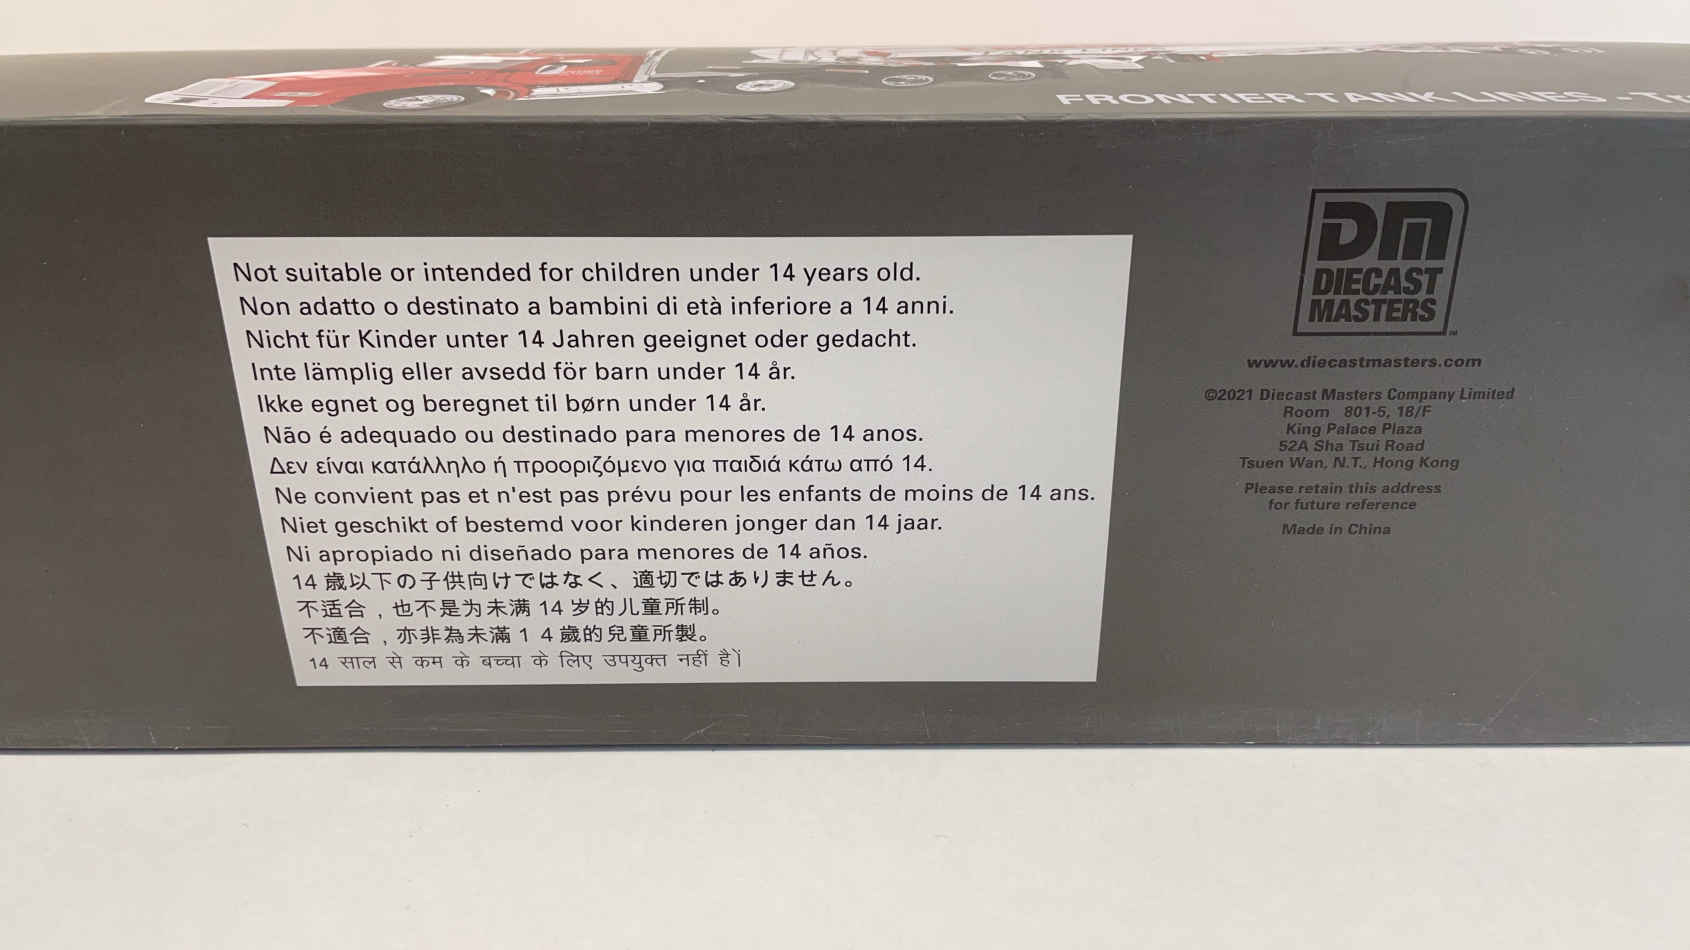 FRONTIER TANK LINES -
Not suitable or intended for children under 14 years old.
Non adatto o destinato a bambini di età inferiore a 14 anni.
Nicht für Kinder unter 14 Jahren geeignet oder gedacht.
Inte lämplig eller avsedd för barn under 14 år.
Ikke egnet og beregnet til børn under 14 år.
Não é adequado ou destinado para menores de 14 anos.
Δεν είναι κατάλληλο ή προοριζόμενο για παιδιά κάτω από 14.
Ne convient pas et n'est pas prévu pour les enfants de moins de 14 ans.
Niet geschikt of bestemd voor kinderen jonger dan 14 jaar.
Ni apropiado ni diseñado para menores de 14 años.
14 歳以下の子供向けではなく、適切ではありません。
不适合，也不是为未满 14 岁的儿童所制。
不適合，亦非為未滿１４歲的兒童所製。
14 साल से कम के बच्चा के लिए उपयुक्त नहीं है।
DM
DIECAST
MASTERS
™
www.diecastmasters.com
©2021 Diecast Masters Company Limited
Room 801-5, 18/F
King Palace Plaza
52A Sha Tsui Road
Tsuen Wan, N.T., Hong Kong
Please retain this address
for future reference
Made in China